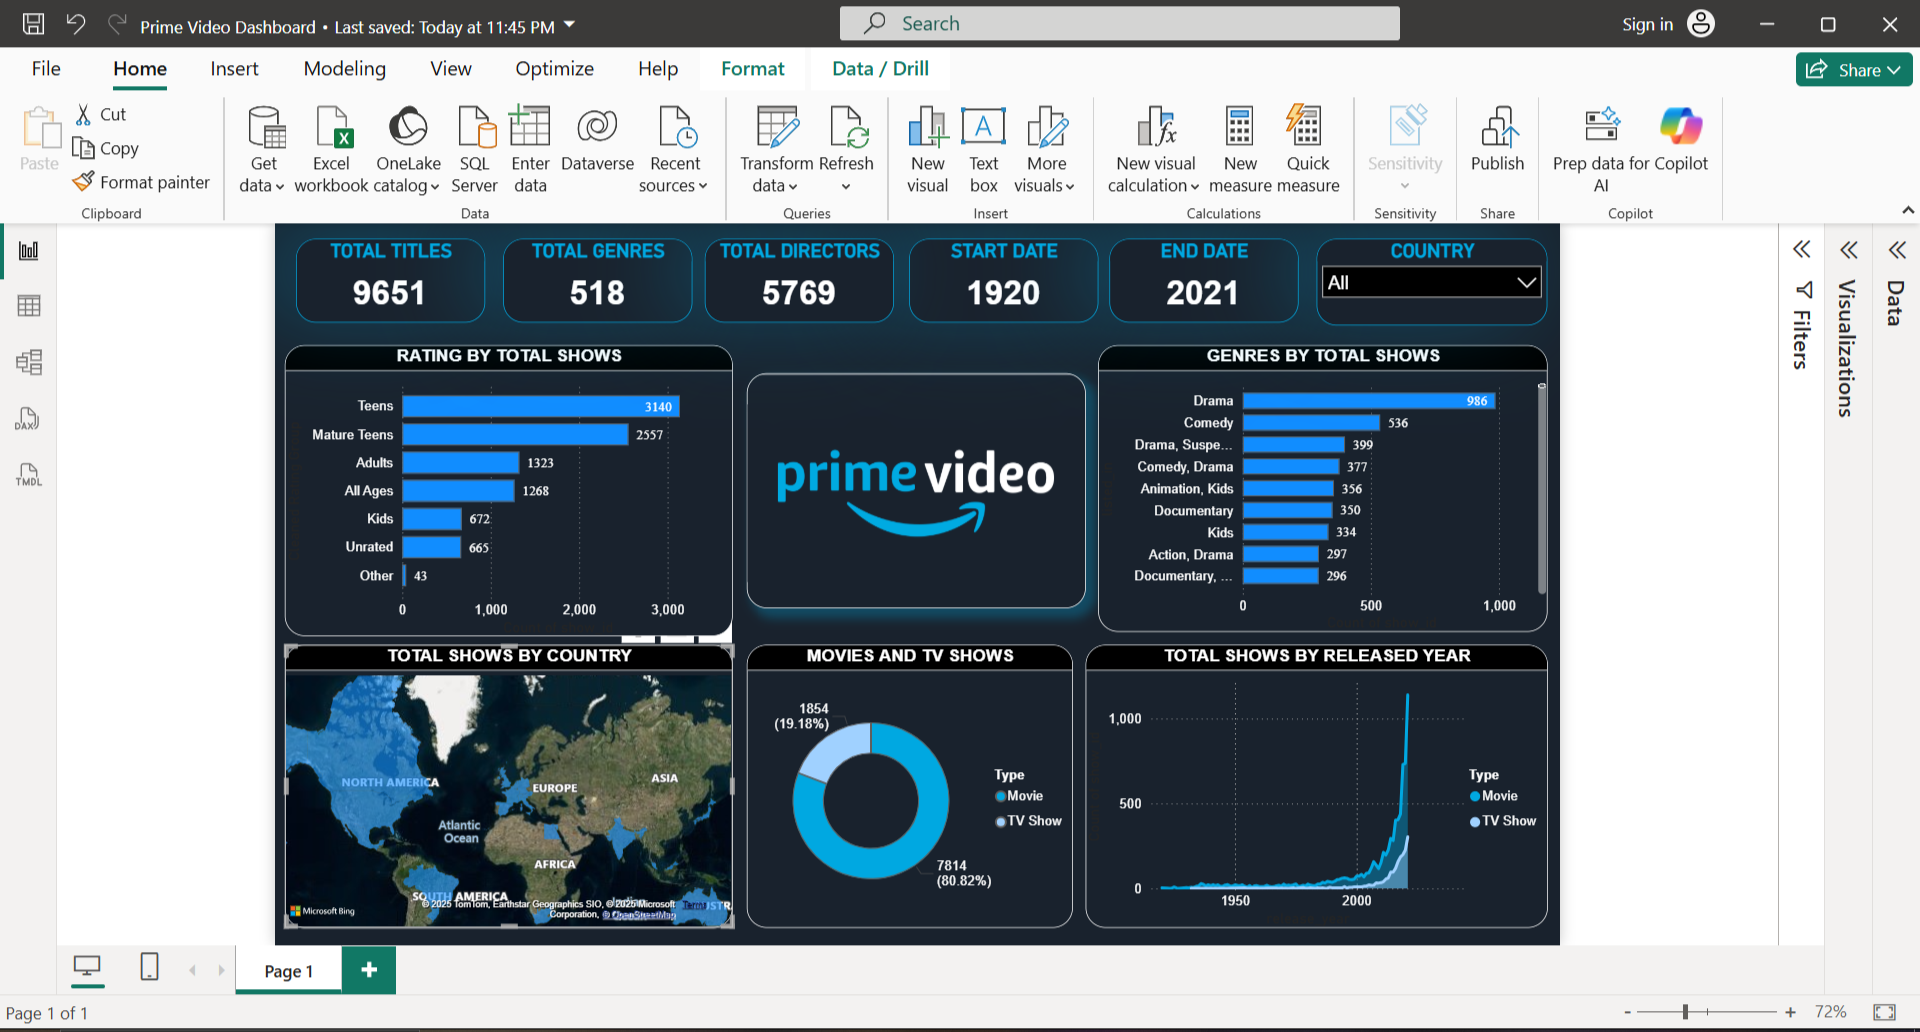 Prime Video Dashboard • Last saved: Today at 11:45 PM
Search
Sign in
File
Home
Insert
Modeling
View
Optimize
Help
Format
Data / Drill
Share
Paste
Cut
Copy
Format painter
Clipboard
Get data
Excel workbook
OneLake catalog
SQL Server
Enter data
Dataverse
Recent sources
Data
Transform data
Refresh
Queries
New visual
Text box
More visuals
Insert
New visual calculation
New measure
Quick measure
Calculations
Sensitivity
Sensitivity
Publish
Share
Prep data for AI
Copilot
Copilot
DAX
TMDL
TOTAL TITLES
9651
TOTAL GENRES
518
TOTAL DIRECTORS
5769
START DATE
1920
END DATE
2021
COUNTRY
All
RATING BY TOTAL SHOWS
Teens 3140
Mature Teens 2557
Adults 1323
All Ages 1268
Kids 672
Unrated 665
Other 43
0 1,000 2,000 3,000
prime video
GENRES BY TOTAL SHOWS
Drama 986
Comedy 536
Drama, Suspe... 399
Comedy, Drama 377
Animation, Kids 356
Documentary 350
Kids 334
Action, Drama 297
Documentary, ... 296
0 500 1,000
TOTAL SHOWS BY COUNTRY
NORTH AMERICA
EUROPE
ASIA
Atlantic
Ocean
AFRICA
SOUTH AMERICA
Microsoft Bing
© 2025 TomTom, Earthstar Geographics SIO, © 2025 Microsoft
Corporation, © OpenStreetMap
Terms
MOVIES AND TV SHOWS
1854
(19.18%)
7814
(80.82%)
Type
Movie
TV Show
TOTAL SHOWS BY RELEASED YEAR
1,000
500
0
1950 2000
Type
Movie
TV Show
Filters
Visualizations
Data
Page 1
Page 1 of 1
72%